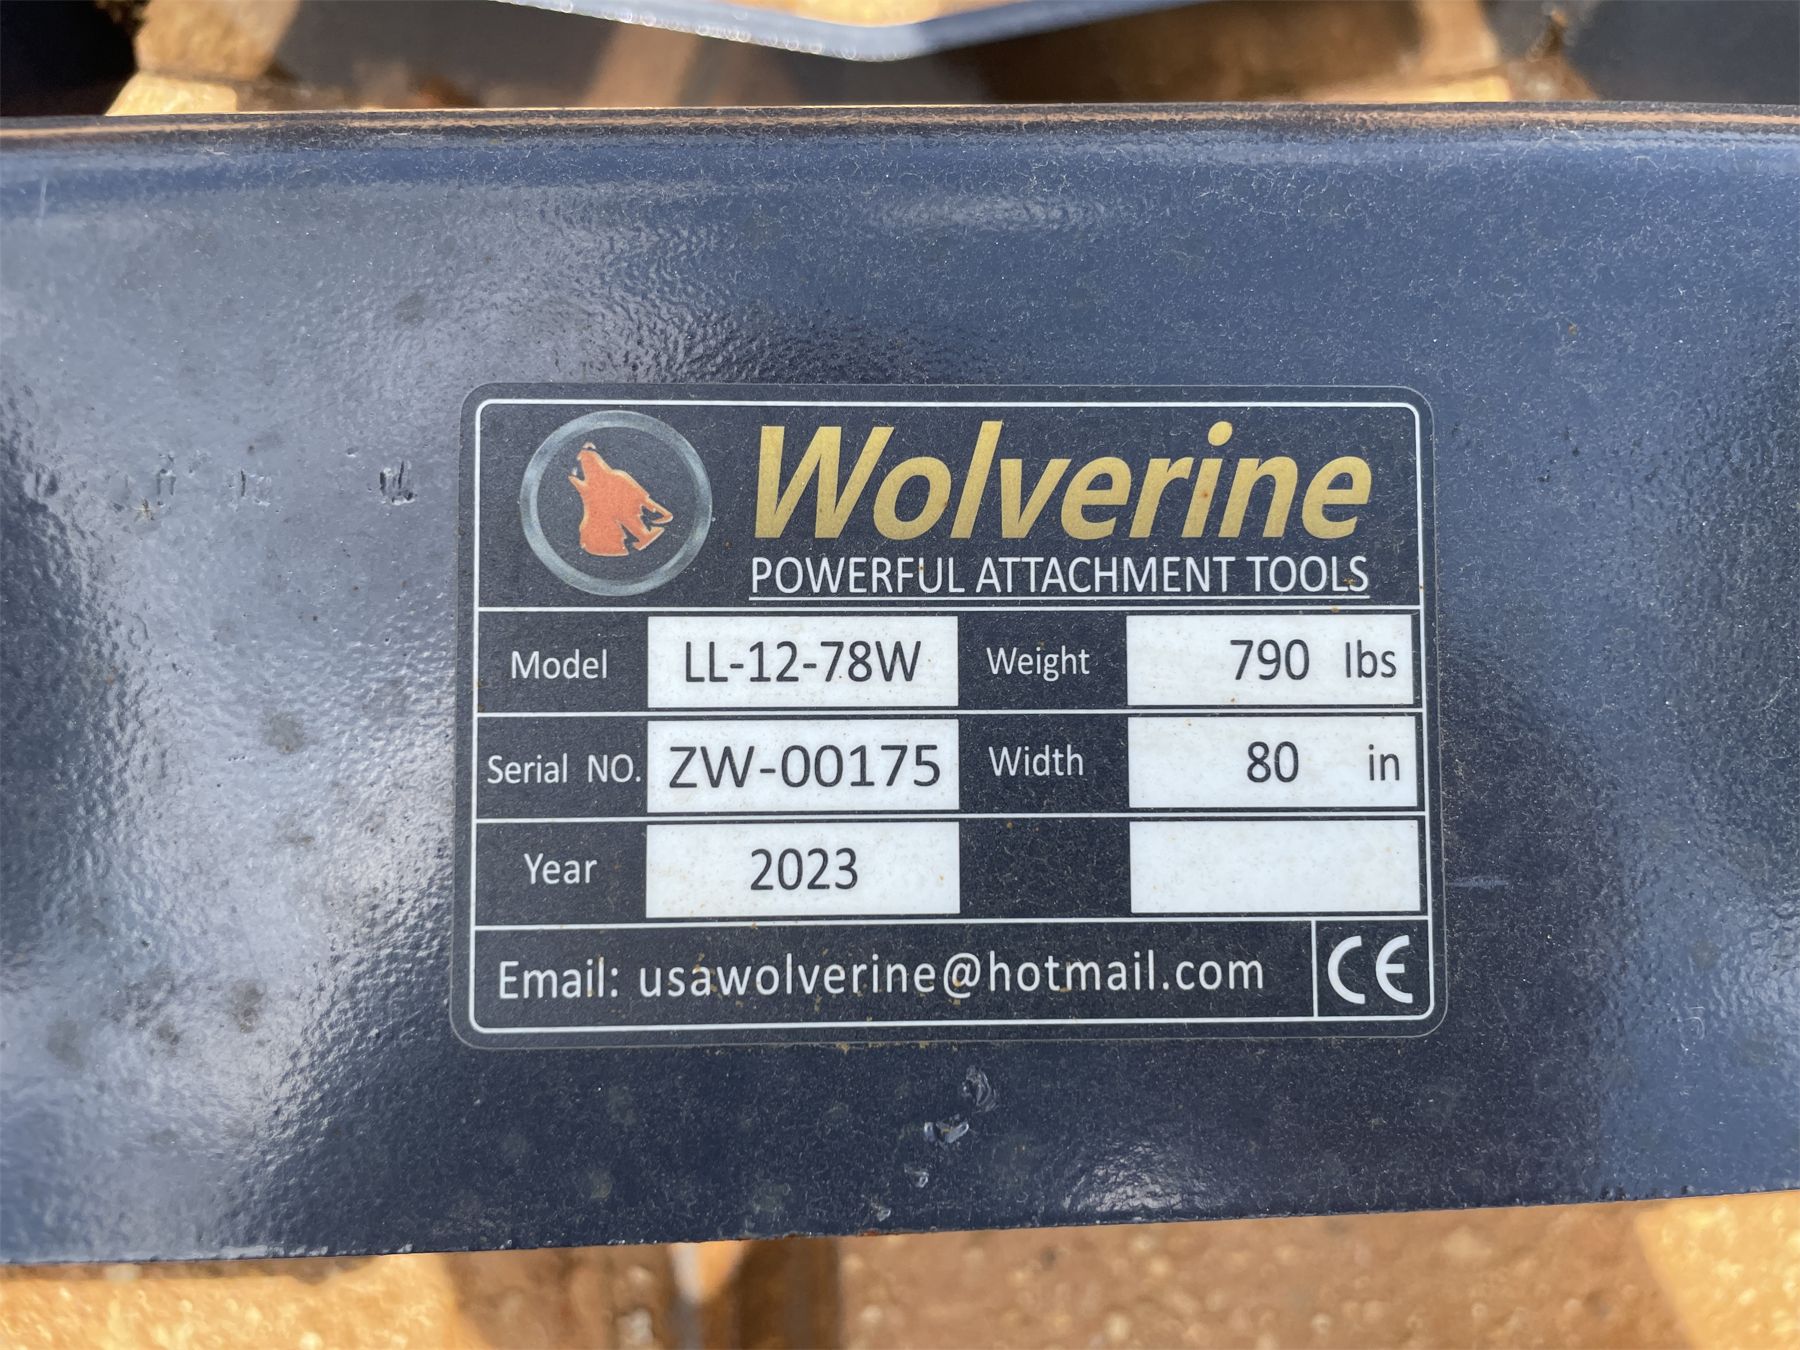 Wolverine
POWERFUL ATTACHMENT TOOLS
Model LL-12-78W Weight 790 lbs
Serial NO. ZW-00175 Width 80 in
Year 2023
Email: usawolverine@hotmail.com CE